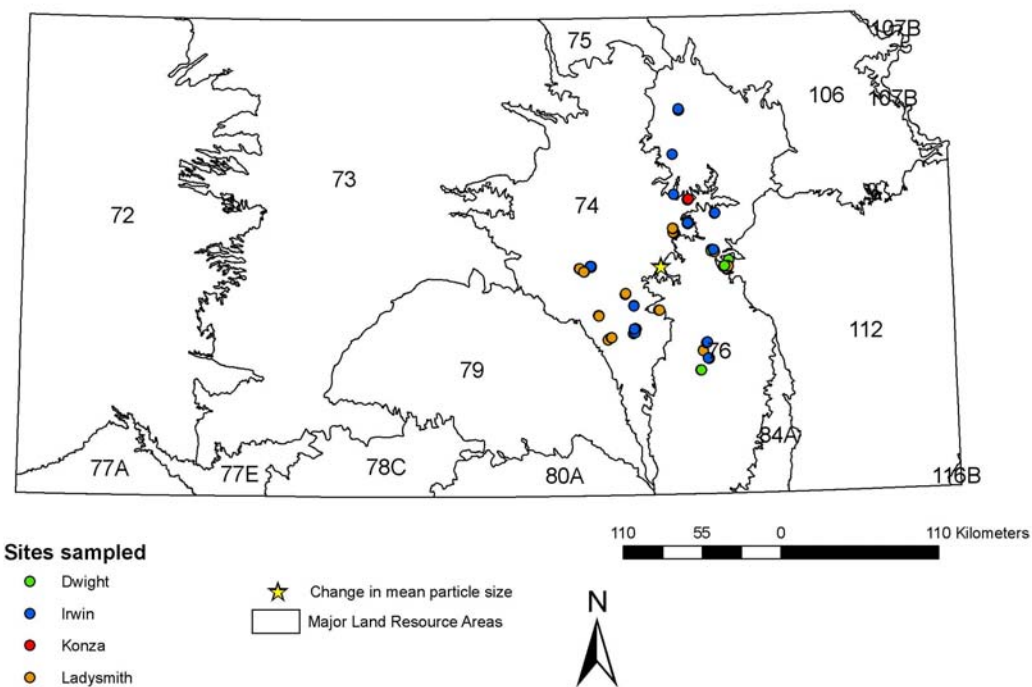 107B
75
106
107B
73
72
74
112
76
79
84A
77A
77E
78C
80A
116B
110 55 0 110 Kilometers
Sites sampled
Dwight
Change in mean particle size
N
Irwin
Major Land Resource Areas
Konza
Ladysmith